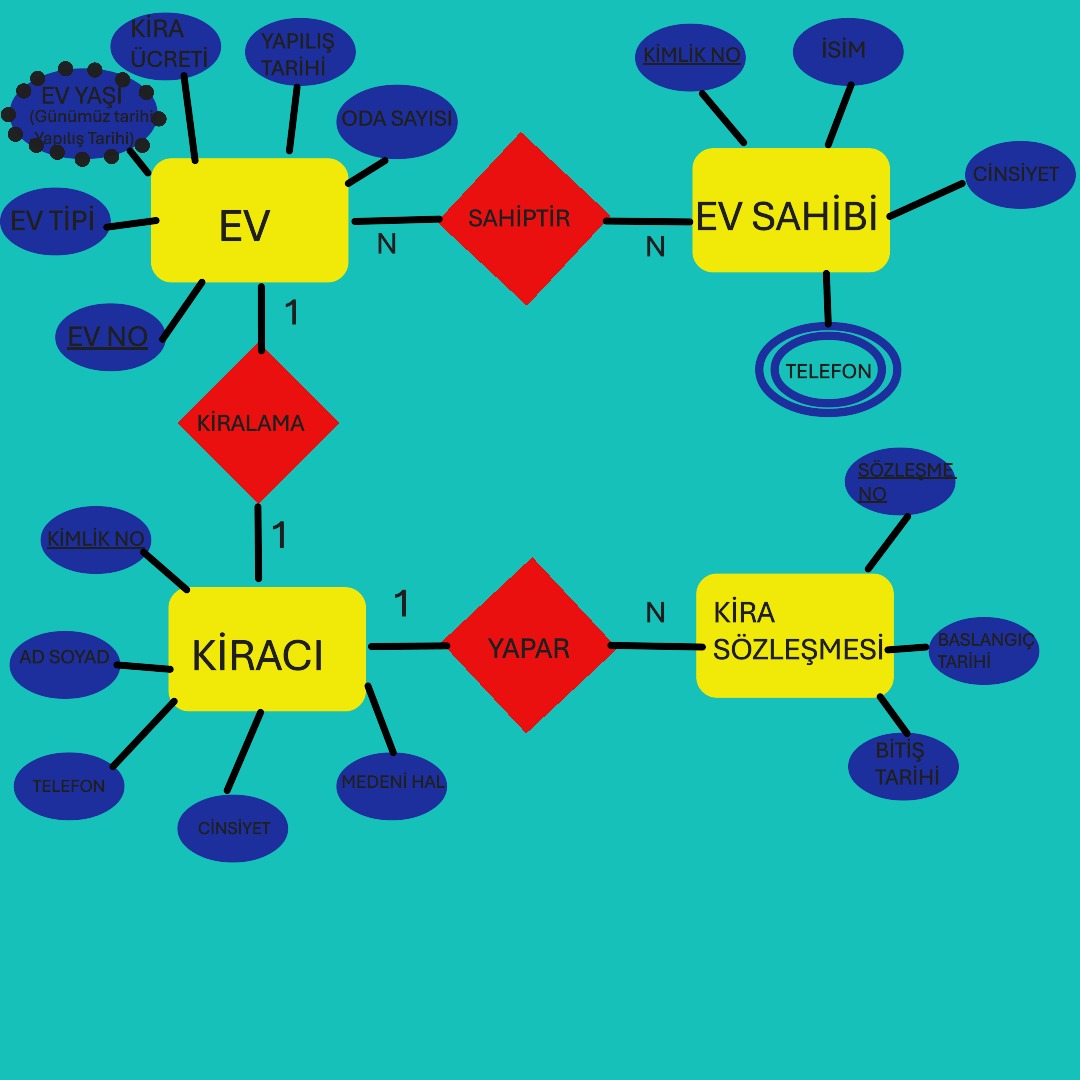 KİRA
ÜCRETİ
YAPILIŞ
TARİHİ
KİMLİK NO
İSİM
EV YAŞI
(Günümüz tarihi
Yapılış Tarihi)
ODA SAYISI
CİNSİYET
EV TİPİ
EV
SAHİPTİR
EV SAHİBİ
N
N
EV NO
1
TELEFON
KİRALAMA
SÖZLEŞME
NO
KİMLİK NO
1
1
N
KİRA
SÖZLEŞMESİ
AD SOYAD
KİRACI
YAPAR
BASLANGIÇ
TARİHİ
TELEFON
CİNSİYET
MEDENİ HAL
BİTİŞ
TARİHİ